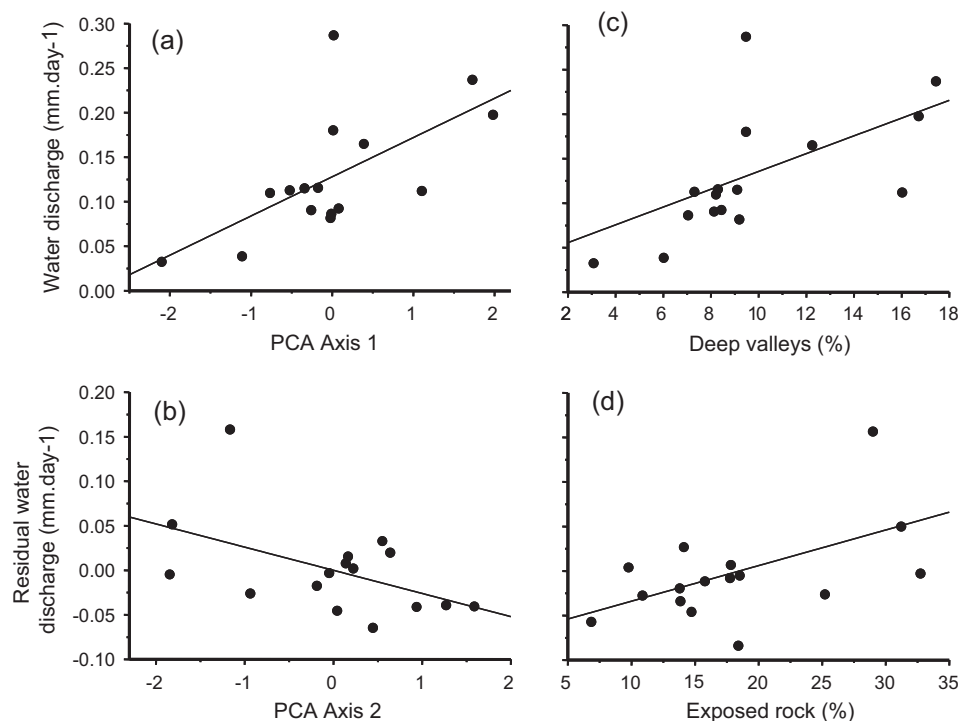 (a)
Water discharge (mm.day-1)
0.30
0.25
0.20
0.15
0.10
0.05
0.00
-2 -1 0 1 2
PCA Axis 1
(c)
2 4 6 8 10 12 14 16 18
Deep valleys (%)
(b)
Residual water
discharge (mm.day-1)
0.20
0.15
0.10
0.05
0.00
-0.05
-0.10
-2 -1 0 1 2
PCA Axis 2
(d)
5 10 15 20 25 30 35
Exposed rock (%)